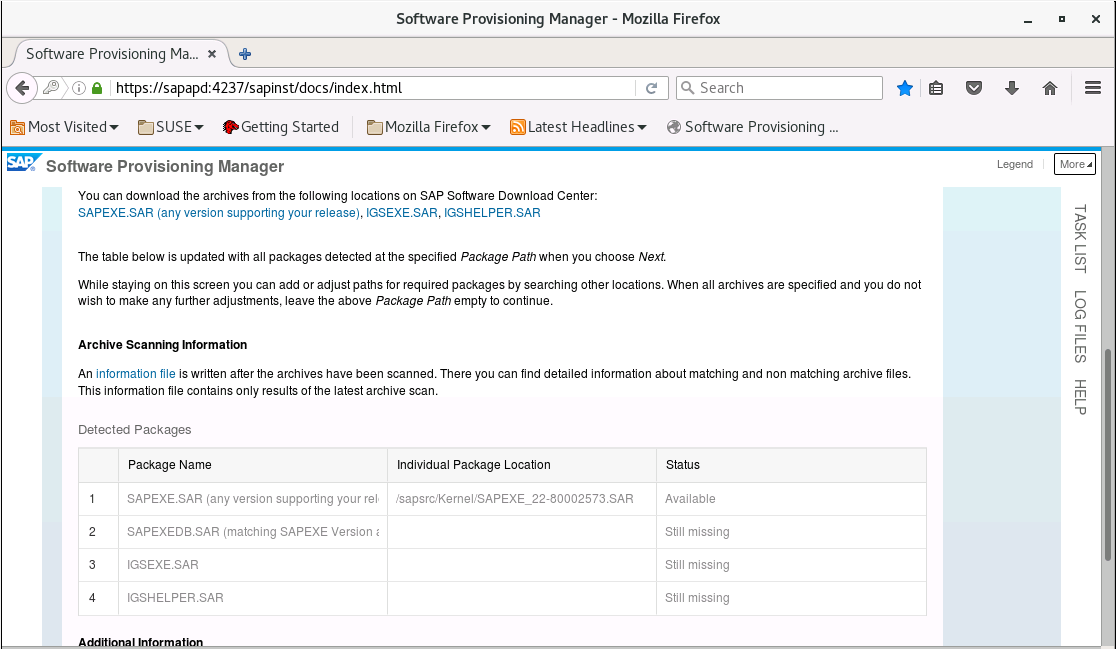 Software Provisioning Manager - Mozilla Firefox
Software Provisioning Ma...
https://sapapd:4237/sapinst/docs/index.html
Search
Most Visited
SUSE
Getting Started
Mozilla Firefox
Latest Headlines
Software Provisioning ...
SAP
Software Provisioning Manager
Legend
More
You can download the archives from the following locations on SAP Software Download Center:
SAPEXE.SAR (any version supporting your release), IGSEXE.SAR, IGSHELPER.SAR
The table below is updated with all packages detected at the specified Package Path when you choose Next.
While staying on this screen you can add or adjust paths for required packages by searching other locations. When all archives are specified and you do not
wish to make any further adjustments, leave the above Package Path empty to continue.
Archive Scanning Information
An information file is written after the archives have been scanned. There you can find detailed information about matching and non matching archive files.
This information file contains only results of the latest archive scan.
Detected Packages
Package Name Individual Package Location Status
1 SAPEXE.SAR (any version supporting your rel /sapsrc/Kernel/SAPEXE_22-80002573.SAR Available
2 SAPEXEDB.SAR (matching SAPEXE Version a Still missing
3 IGSEXE.SAR Still missing
4 IGSHELPER.SAR Still missing
Additional Information
TASK LIST
LOG FILES
HELP